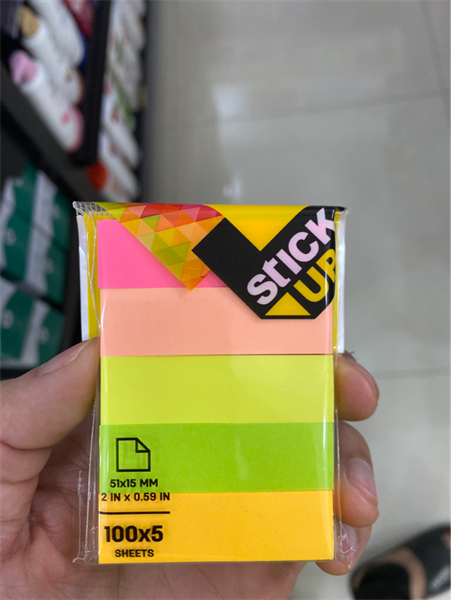 STICK
UP
51x15 MM
2 IN x 0.59 IN
100x5
SHEETS